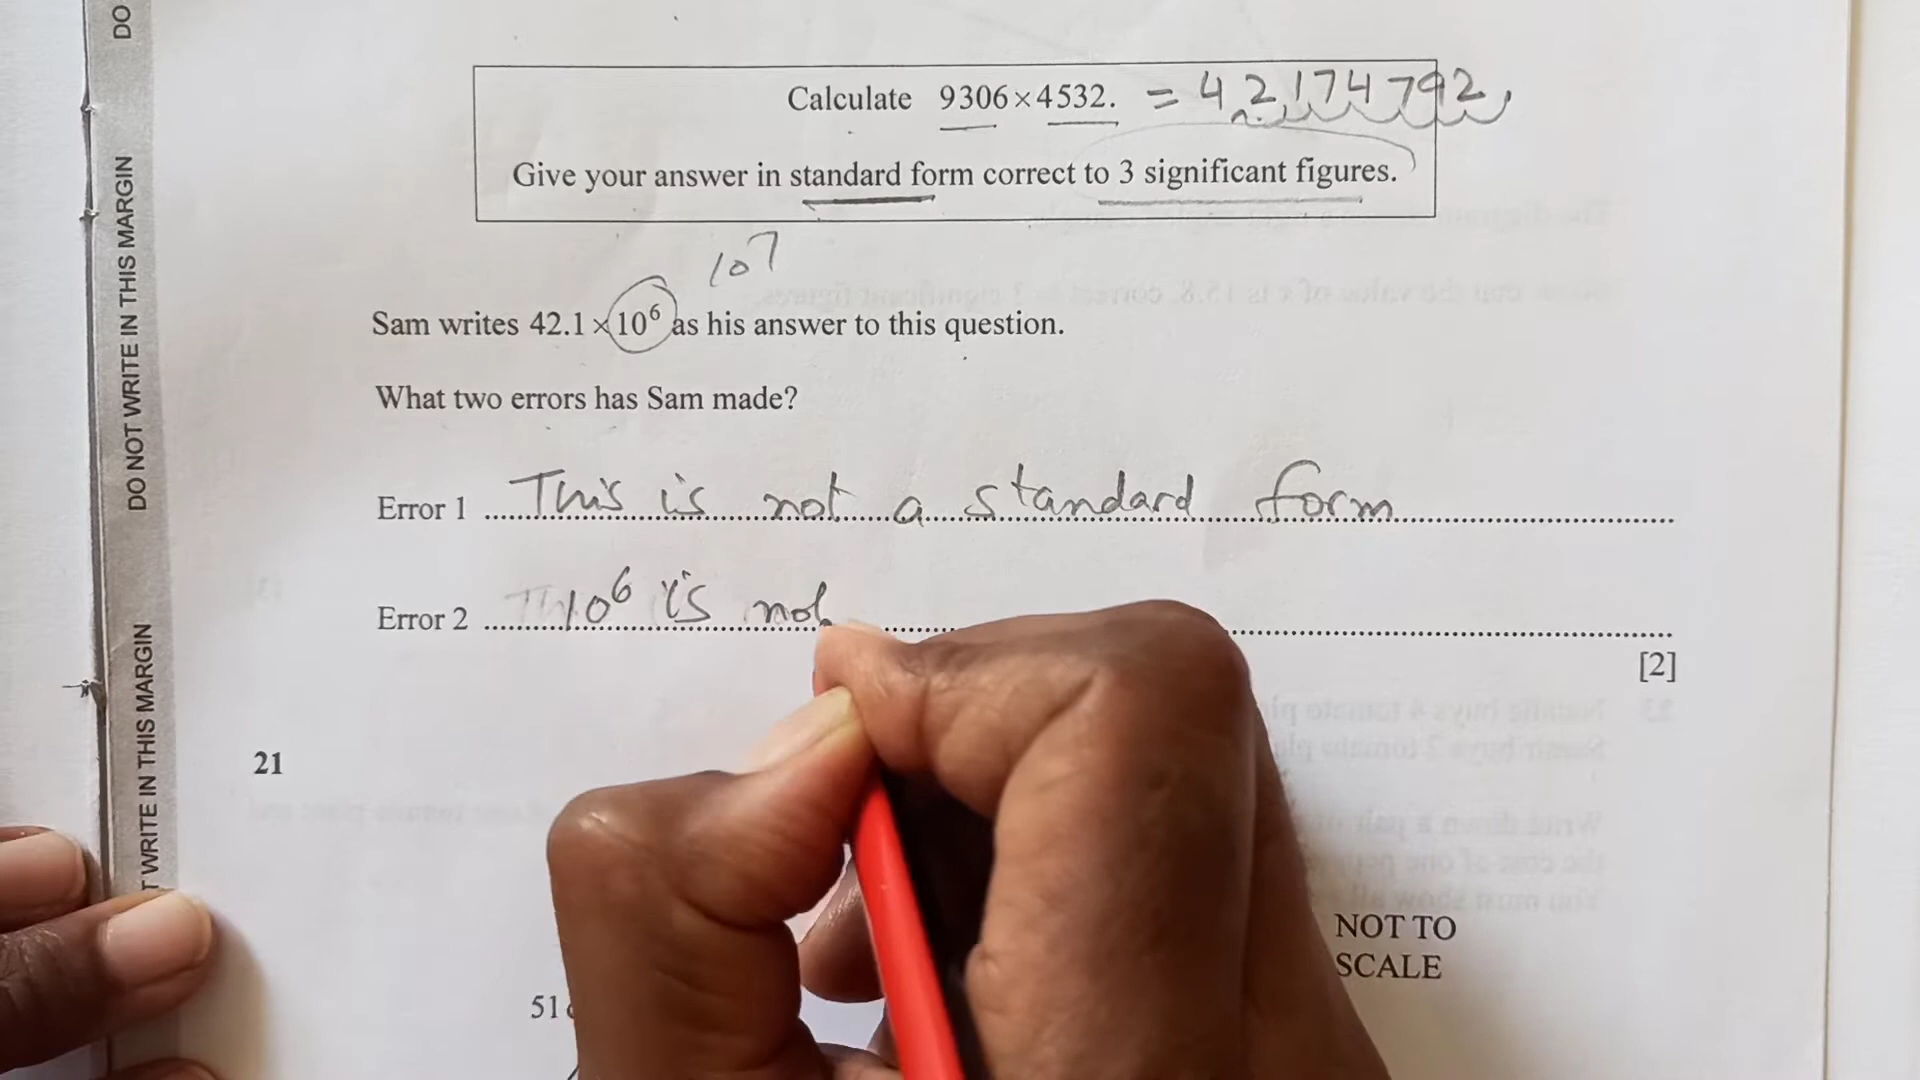 DO
DO NOT WRITE IN THIS MARGIN
T WRITE IN THIS MARGIN
Calculate 9306×4532. = 42174792,
Give your answer in standard form correct to 3 significant figures.
10⁷
Sam writes 42.1×10⁶ as his answer to this question.
What two errors has Sam made?
Error 1 This is not a standard form
Error 2 10⁶ is not
[2]
21
NOT TO
SCALE
51